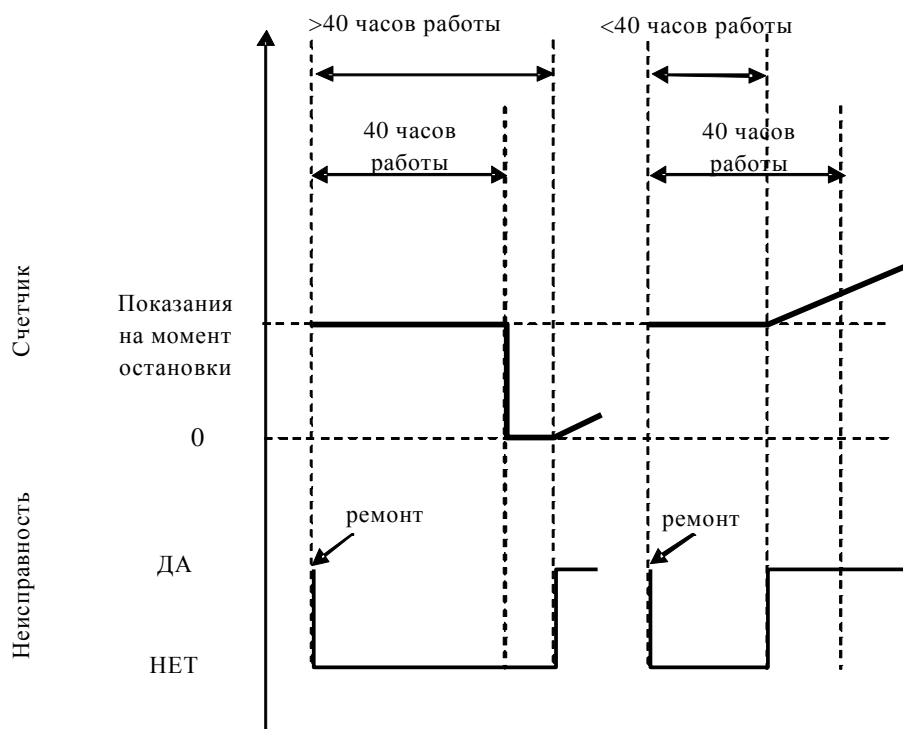 >40 часов работы
<40 часов работы
40 часов
работы
40 часов
работы
Счетчик
Показания
на момент
остановки
0
Неисправность
ремонт
ремонт
ДА
НЕТ